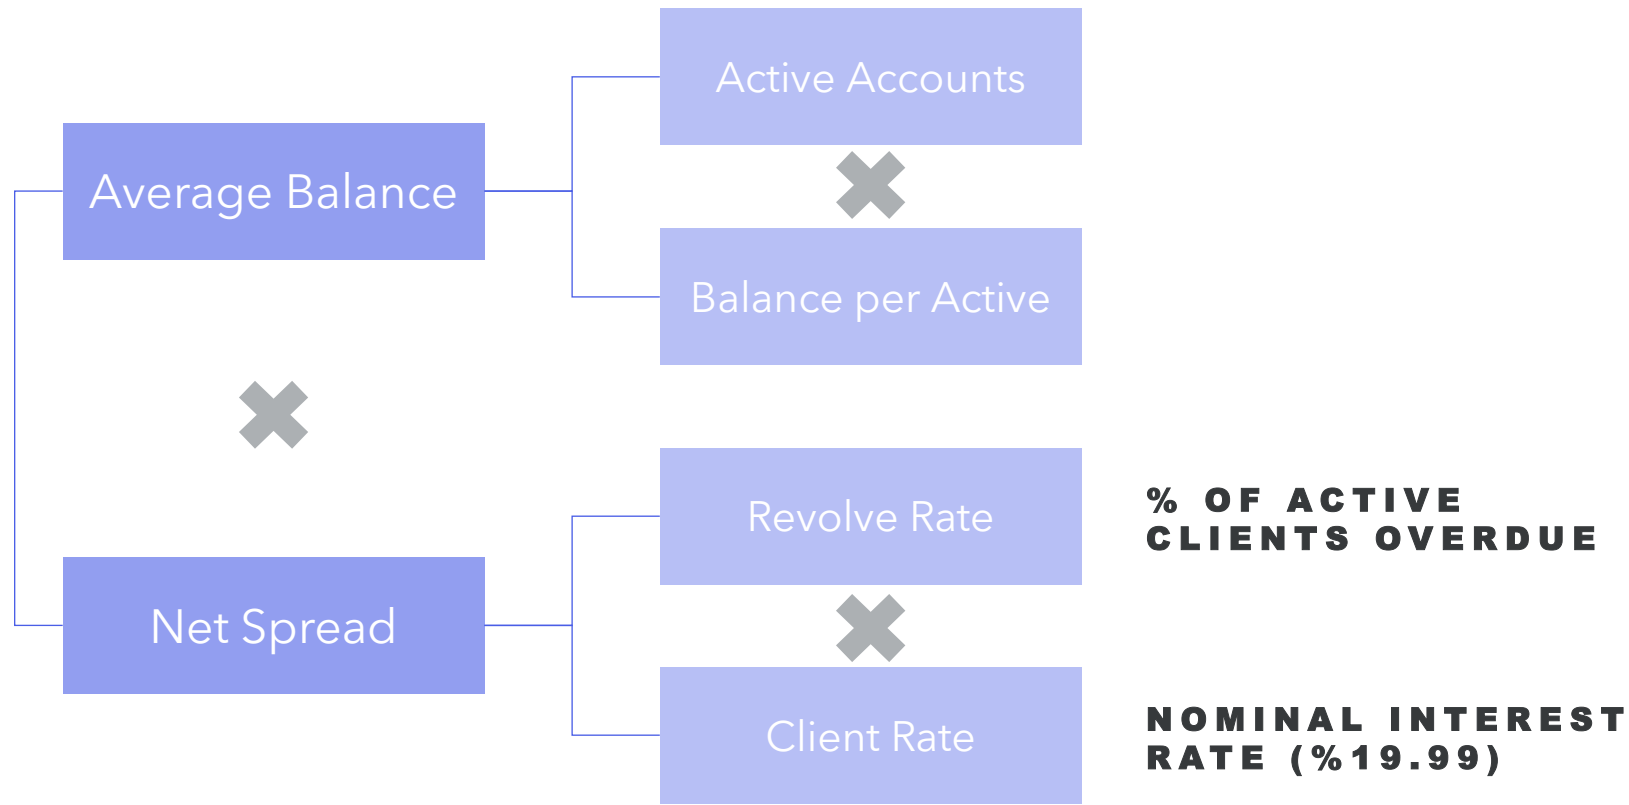 Active Accounts
Average Balance
Balance per Active
Revolve Rate
% OF ACTIVE
CLIENTS OVERDUE
Net Spread
Client Rate
NOMINAL INTEREST
RATE (%19.99)